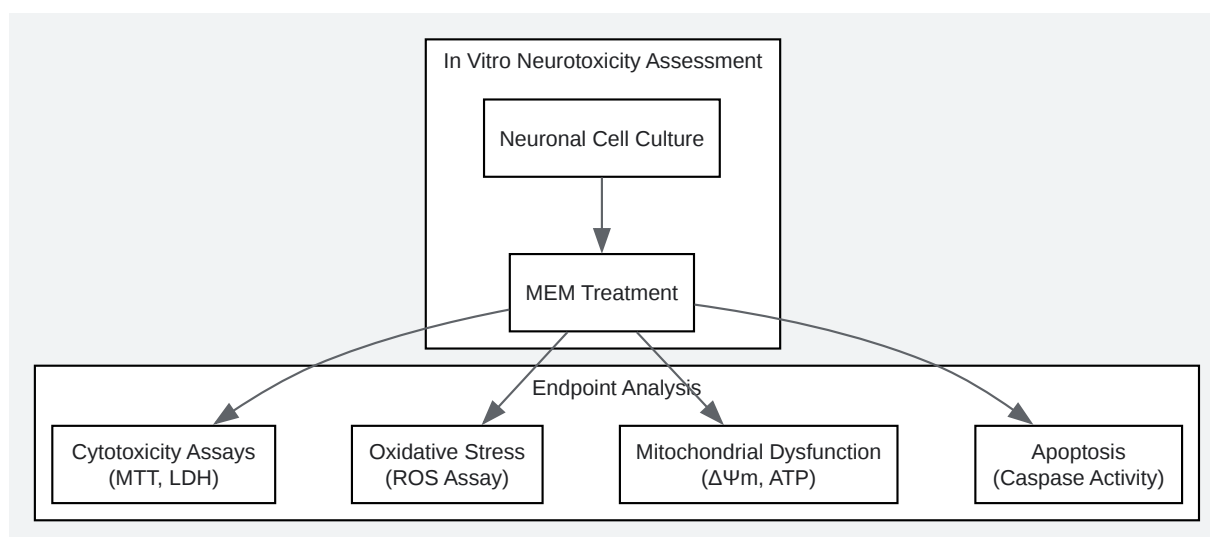 In Vitro Neurotoxicity Assessment
Neuronal Cell Culture
MEM Treatment
Endpoint Analysis
Cytotoxicity Assays
(MTT, LDH)
Oxidative Stress
(ROS Assay)
Mitochondrial Dysfunction
(ΔΨm, ATP)
Apoptosis
(Caspase Activity)